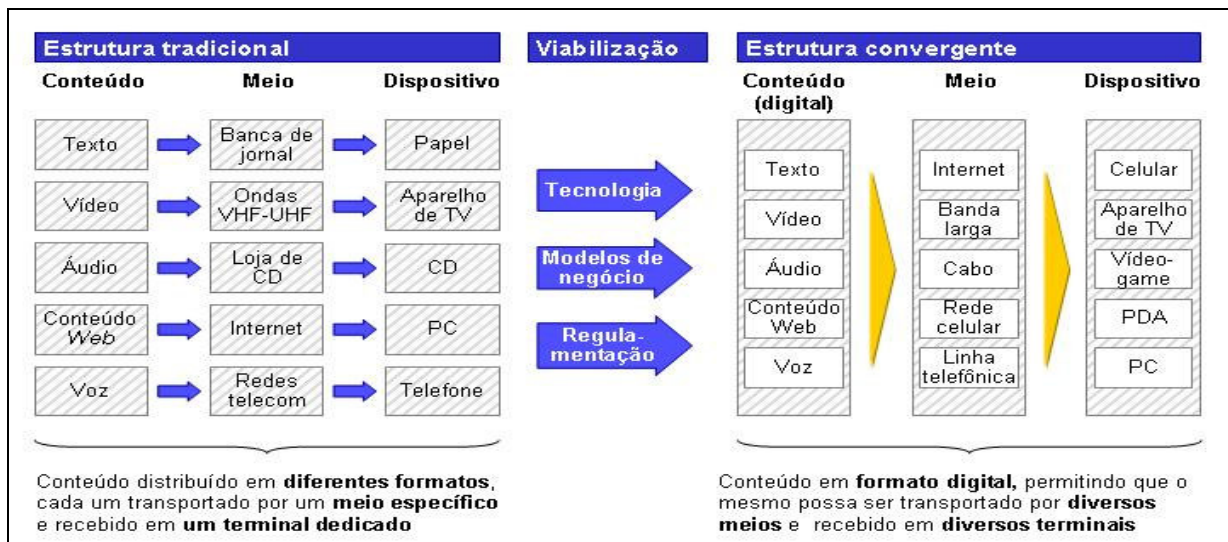 Estrutura tradicional
Viabilização
Estrutura convergente
Conteúdo
Meio
Dispositivo
Conteúdo
(digital)
Meio
Dispositivo
Texto
Banca de
jornal
Papel
Vídeo
Ondas
VHF-UHF
Aparelho
de TV
Áudio
Loja de
CD
CD
Conteúdo
Web
Internet
PC
Voz
Redes
telecom
Telefone
Tecnologia
Modelos de
negócio
Regula-
mentação
Texto
Vídeo
Áudio
Conteúdo
Web
Voz
Internet
Banda
larga
Cabo
Rede
celular
Linha
telefônica
Celular
Aparelho
de TV
Vídeo-
game
PDA
PC
Conteúdo distribuído em diferentes formatos,
cada um transportado por um meio específico
e recebido em um terminal dedicado
Conteúdo em formato digital, permitindo que o
mesmo possa ser transportado por diversos
meios e recebido em diversos terminais